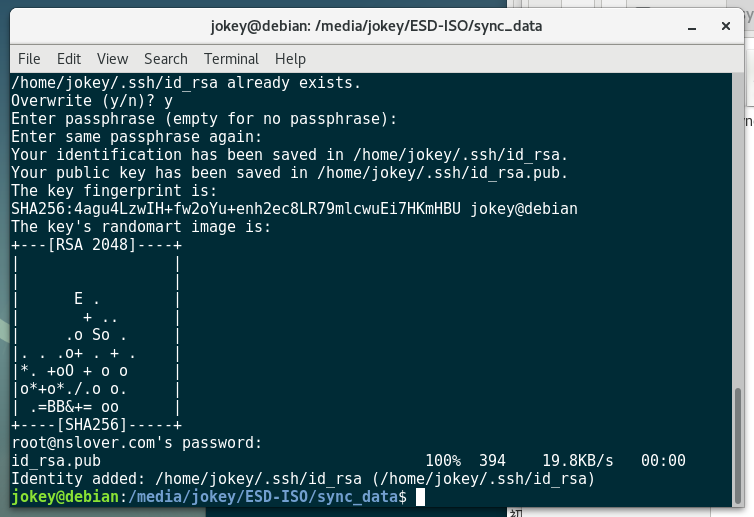 jokey@debian: /media/jokey/ESD-ISO/sync_data
File Edit View Search Terminal Help
/home/jokey/.ssh/id_rsa already exists.
Overwrite (y/n)? y
Enter passphrase (empty for no passphrase):
Enter same passphrase again:
Your identification has been saved in /home/jokey/.ssh/id_rsa.
Your public key has been saved in /home/jokey/.ssh/id_rsa.pub.
The key fingerprint is:
SHA256:4agu4LzwIH+fw2oYu+enh2ec8LR79mlcwuEi7HKmHBU jokey@debian
The key's randomart image is:
+---[RSA 2048]----+
|                 |
|                 |
|      E .        |
|       + ..      |
|     .o So .     |
|. . .o+ . + .    |
|*. +oO + o o     |
|o*+o*./.o o.     |
| .=BB&+= oo      |
+----[SHA256]-----+
root@nslover.com's password:
id_rsa.pub 100% 394 19.8KB/s 00:00
Identity added: /home/jokey/.ssh/id_rsa (/home/jokey/.ssh/id_rsa)
jokey@debian:/media/jokey/ESD-ISO/sync_data$